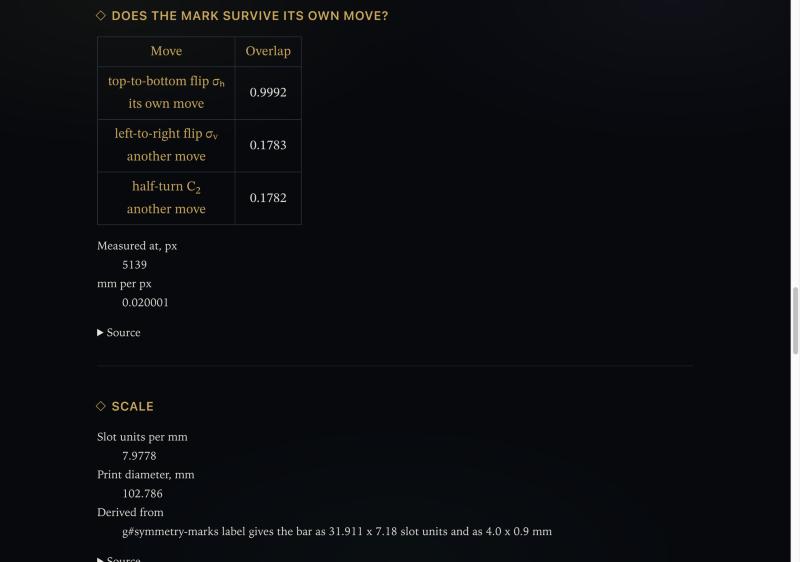 ◇ DOES THE MARK SURVIVE ITS OWN MOVE?
Move Overlap
top-to-bottom flip σₕ
its own move
0.9992
left-to-right flip σᵥ
another move
0.1783
half-turn C₂
another move
0.1782
Measured at, px
5139
mm per px
0.020001
▶ Source
◇ SCALE
Slot units per mm
7.9778
Print diameter, mm
102.786
Derived from
g#symmetry-marks label gives the bar as 31.911 x 7.18 slot units and as 4.0 x 0.9 mm
▶ Source